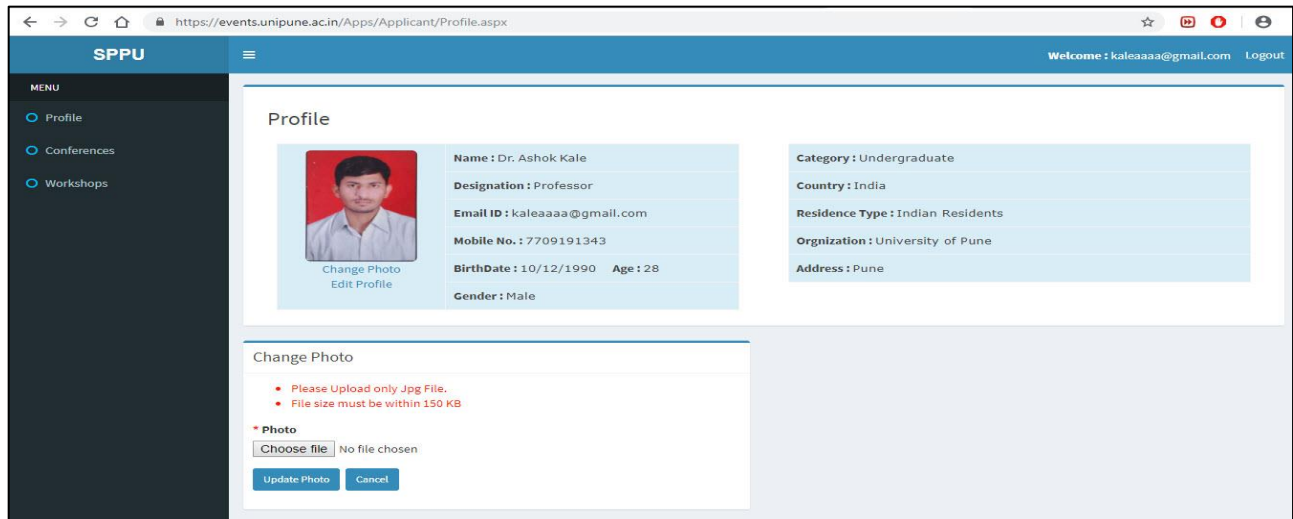 https://events.unipune.ac.in/Apps/Applicant/Profile.aspx
SPPU
Welcome : kaleaaaa@gmail.com Logout
MENU
Profile
Conferences
Workshops
Profile
Change Photo
Edit Profile
Name : Dr. Ashok Kale
Designation : Professor
Email ID : kaleaaaa@gmail.com
Mobile No. : 7709191343
BirthDate : 10/12/1990 Age : 28
Gender : Male
Category : Undergraduate
Country : India
Residence Type : Indian Residents
Orgnization : University of Pune
Address : Pune
Change Photo
Please Upload only Jpg File.
File size must be within 150 KB
* Photo
Choose file No file chosen
Update Photo Cancel